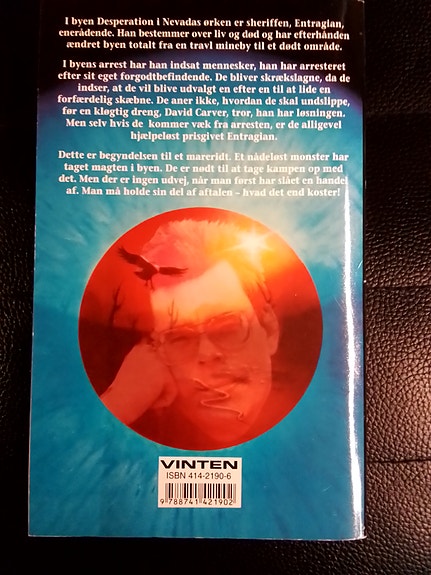 I byen Desperation i Nevadas ørken er sheriffen, Entragian,
enerådende. Han bestemmer over liv og død og har efterhånden
ændret byen totalt fra en travl mineby til et dødt område.
I byens arrest har han indsat mennesker, han har arresteret
efter sit eget forgodtbefindende. De bliver skrækslagne, da de
indser, at de vil blive udvalgt en efter en til at lide en
forfærdelig skæbne. De aner ikke, hvordan de skal undslippe,
før en kløgtig dreng, David Carver, tror, han har løsningen.
Men selv hvis de kommer væk fra arresten, er de alligevel
hjælpeløst prisgivet Entragian.
Dette er begyndelsen til et mareridt. Et nådeløst monster har
taget magten i byen. De er nødt til at tage kampen op med
det. Men der er ingen udvej, når man først har slået en handel
af. Man må holde sin del af aftalen – hvad det end koster!
VINTEN
ISBN 414-2190-6
9 788741 421902